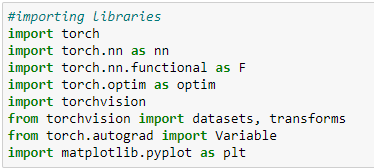 #importing libraries
import torch
import torch.nn as nn
import torch.nn.functional as F
import torch.optim as optim
import torchvision
from torchvision import datasets, transforms
from torch.autograd import Variable
import matplotlib.pyplot as plt